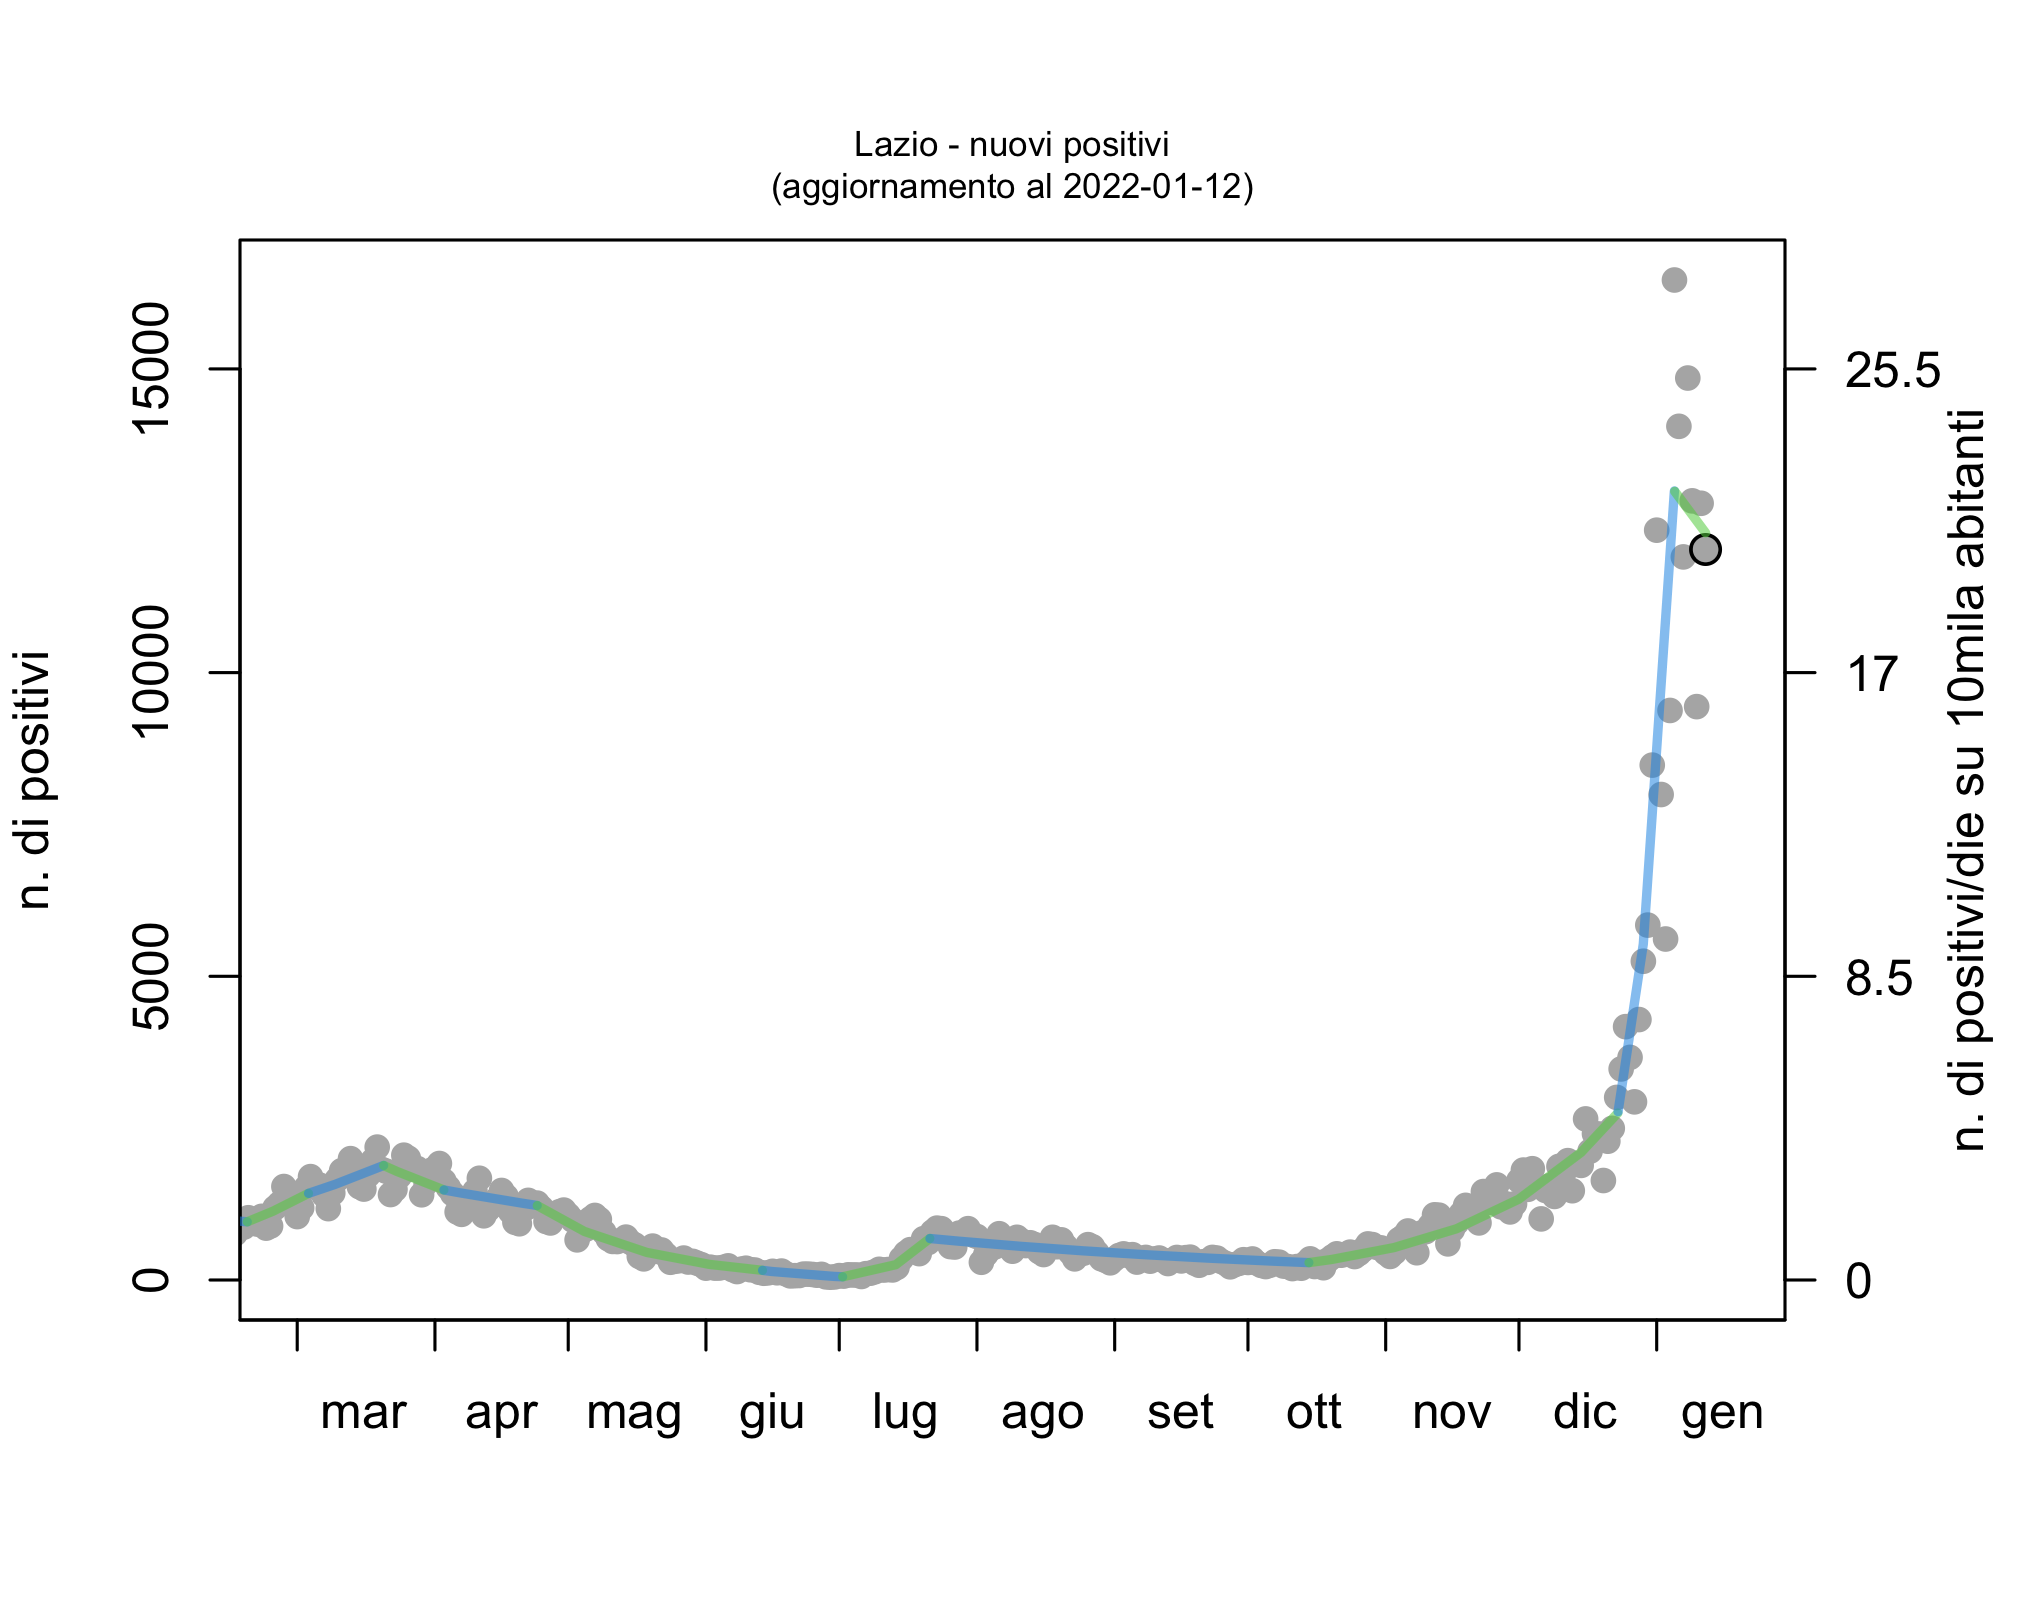 Lazio - nuovi positivi
(aggiornamento al 2022-01-12)
n. di positivi
15000
10000
5000
0
25.5
17
8.5
0
n. di positivi/die su 10mila abitanti
mar apr mag giu lug ago set ott nov dic gen